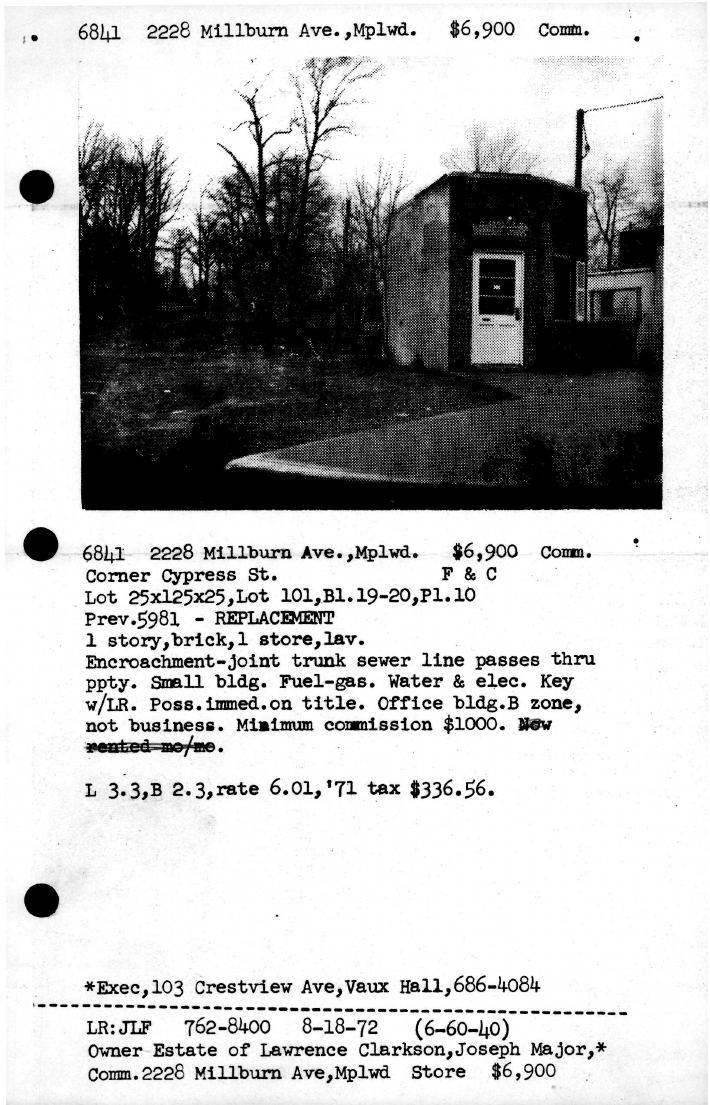 6841 2228 Millburn Ave.,Mplwd. $6,900 Comm.
6841 2228 Millburn Ave.,Mplwd. $6,900 Comm.
Corner Cypress St. F & C
Lot 25x125x25,Lot 101,Bl.19-20,Pl.10
Prev.5981 - REPLACEMENT
1 story,brick,1 store,lav.
Encroachment-joint trunk sewer line passes thru
ppty. Small bldg. Fuel-gas. Water & elec. Key
w/LR. Poss.immed.on title. Office bldg.B zone,
not business. Minimum commission $1000. Now
rented mo/mo.
L 3.3,B 2.3,rate 6.01,'71 tax $336.56.
*Exec,103 Crestview Ave,Vaux Hall,686-4084
LR:JLF 762-8400 8-18-72 (6-60-40)
Owner Estate of Lawrence Clarkson,Joseph Major,*
Comm.2228 Millburn Ave,Mplwd Store $6,900